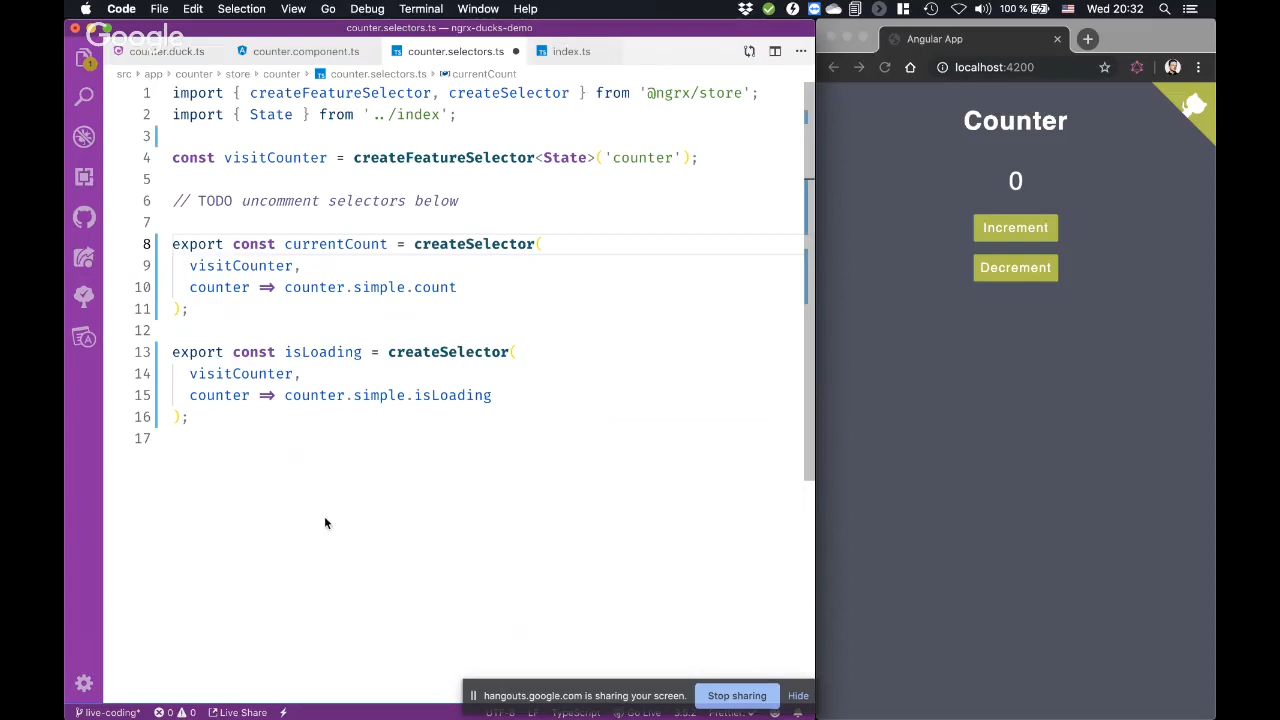 Code File Edit Selection View Go Debug Terminal Window Help 100 % Wed 20:32
counter.selectors.ts — ngrx-ducks-demo
Google
counter.duck.ts counter.component.ts counter.selectors.ts index.ts
src › app › counter › store › counter › counter.selectors.ts › currentCount
1 import { createFeatureSelector, createSelector } from '@ngrx/store';
2 import { State } from '../index';
3
4 const visitCounter = createFeatureSelector<State>('counter');
5
6 // TODO uncomment selectors below
7
8 export const currentCount = createSelector(
9 visitCounter,
10 counter => counter.simple.count
11 );
12
13 export const isLoading = createSelector(
14 visitCounter,
15 counter => counter.simple.isLoading
16 );
17
1
live-coding* 0 0 Live Share
hangouts.google.com is sharing your screen. Stop sharing Hide
Angular App
localhost:4200
Counter
0
Increment
Decrement